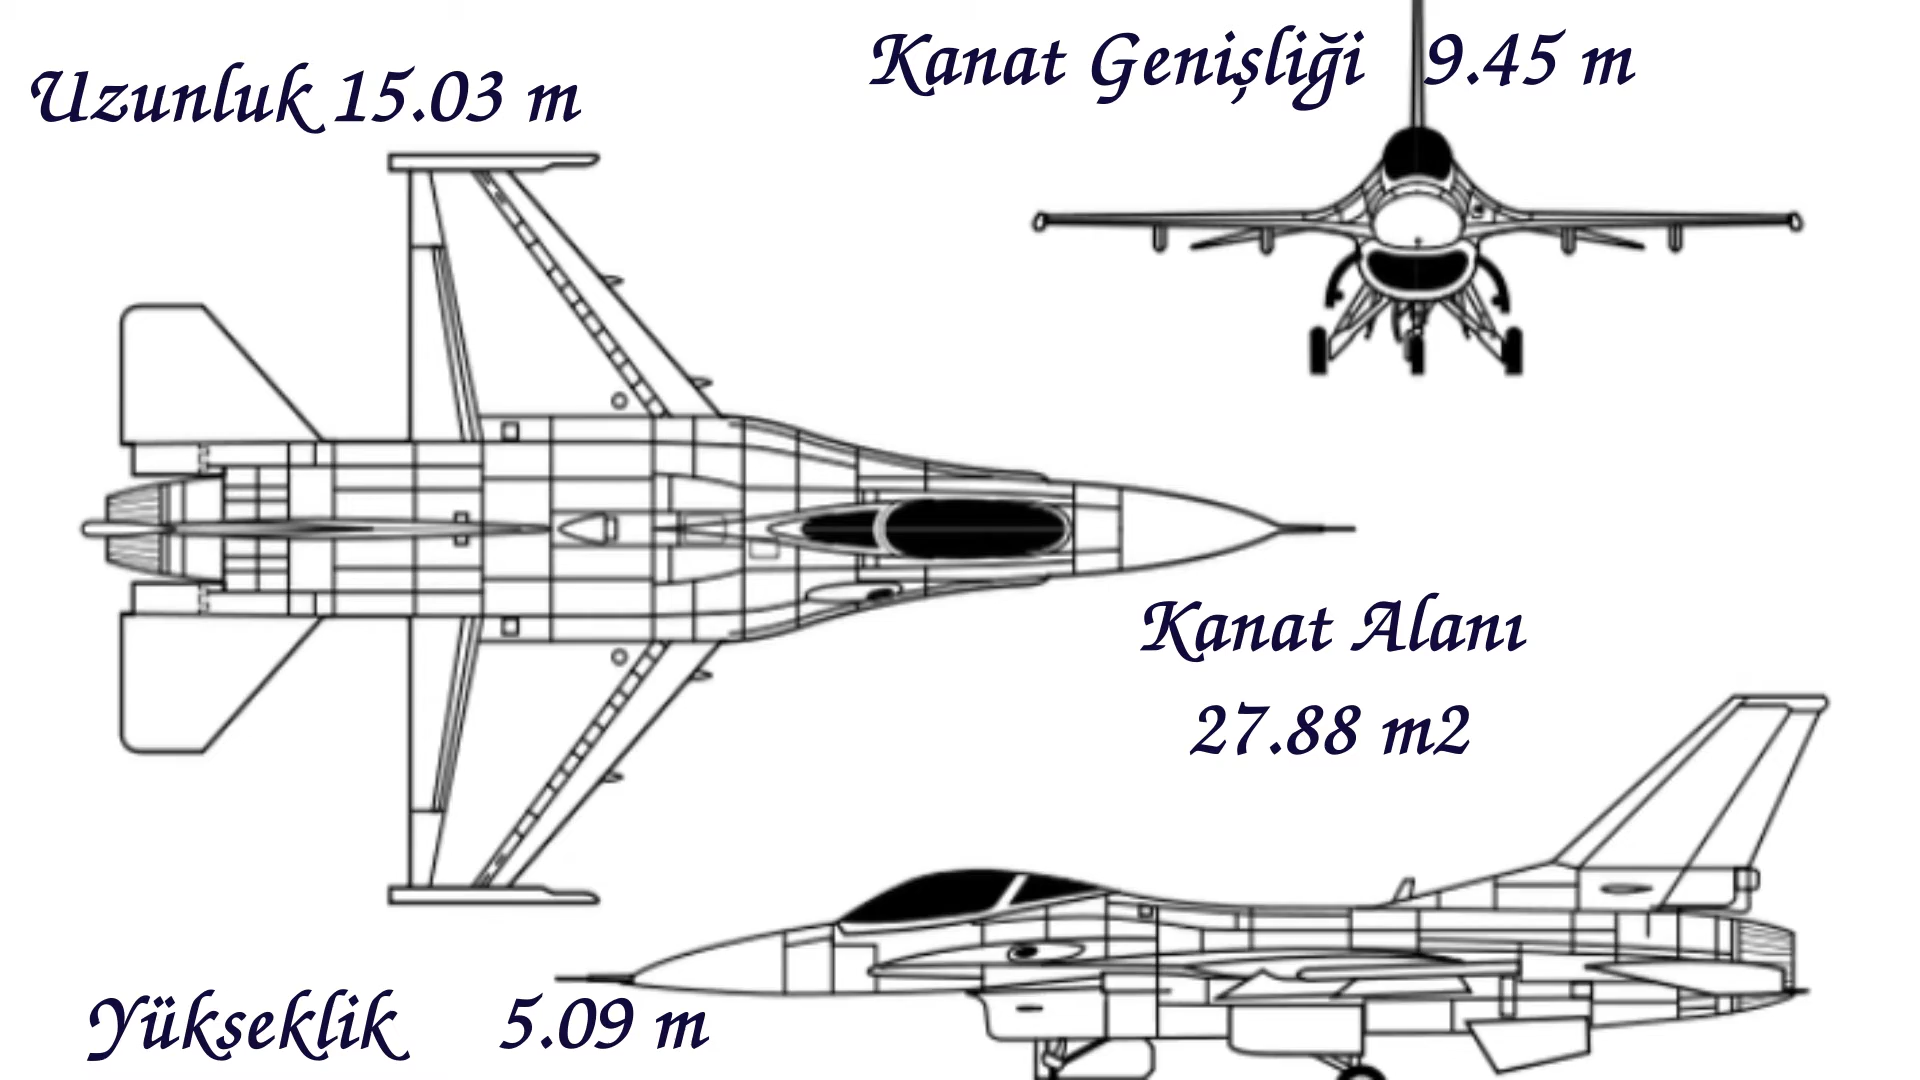 Uzunluk 15.03 m
Kanat Genişliği 9.45 m
Kanat Alanı
27.88 m2
Yükseklik 5.09 m